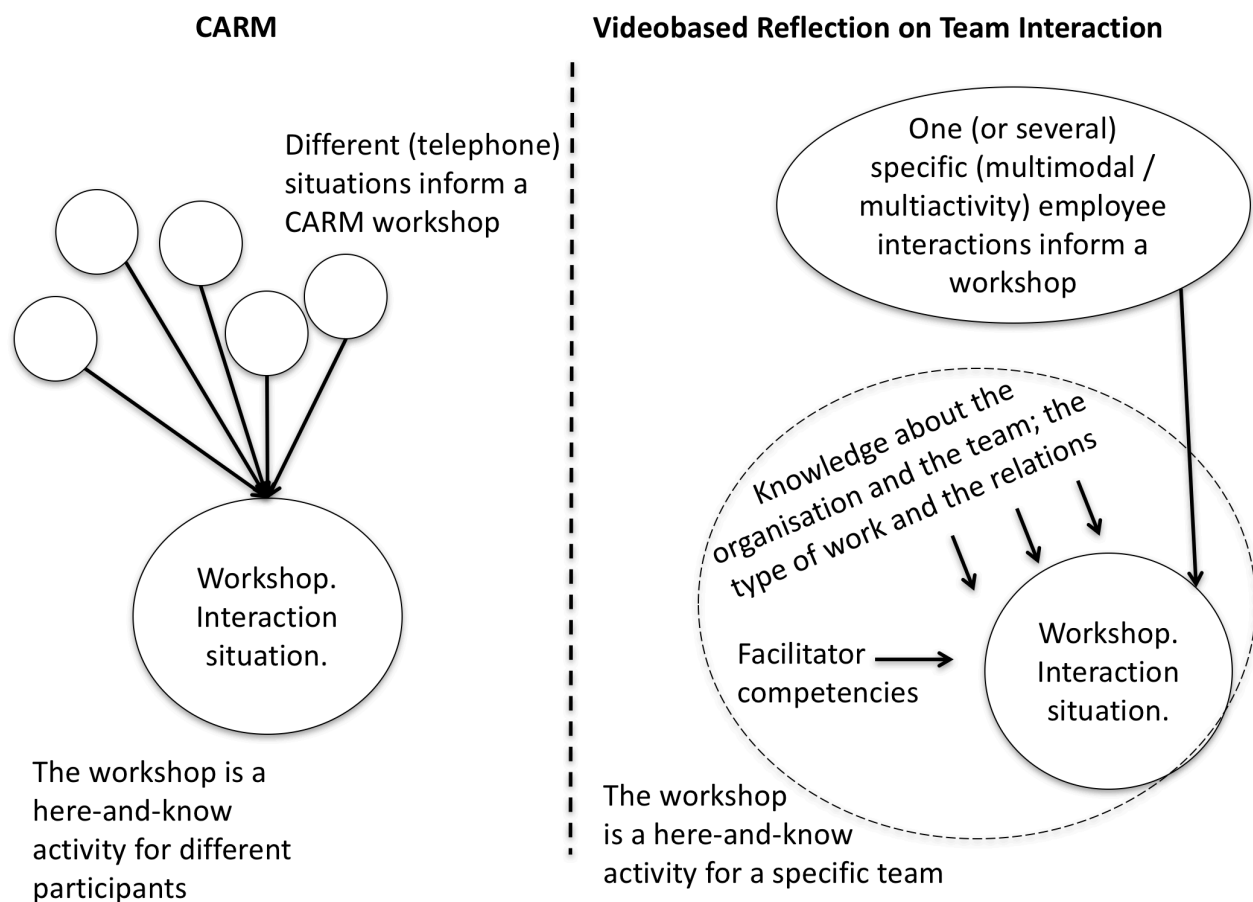 CARM
Different (telephone)
situations inform a
CARM workshop
Workshop.
Interaction
situation.
The workshop is a
here-and-know
activity for different
participants
Videobased Reflection on Team Interaction
One (or several)
specific (multimodal /
multiactivity) employee
interactions inform a
workshop
Knowledge about the
organisation and the team; the
type of work and the relations
Facilitator
competencies
Workshop.
Interaction
situation.
The workshop
is a here-and-know
activity for a specific team